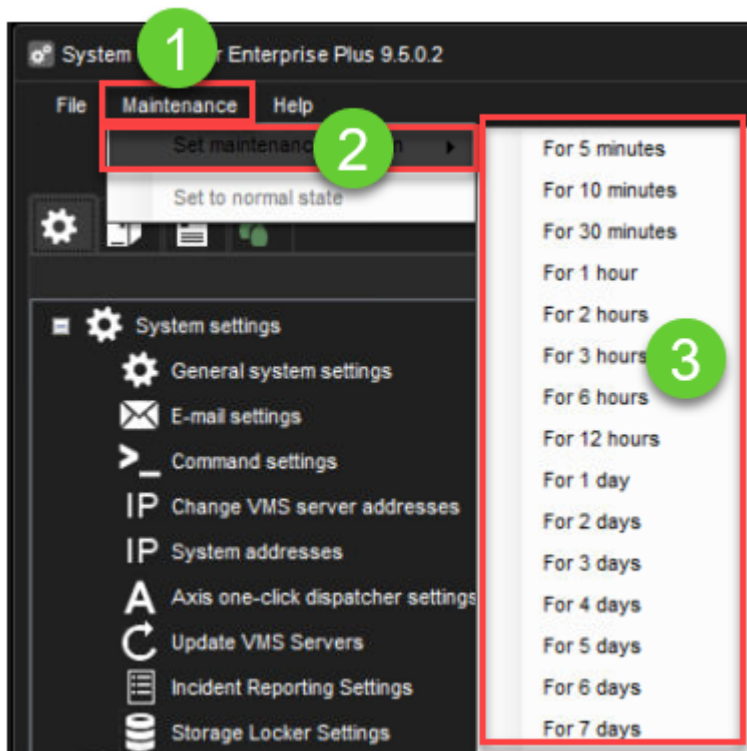 1
System r Enterprise Plus 9.5.0.2
File Maintenance Help
2
Set maintenance n
Set to normal state
3
For 5 minutes
For 10 minutes
For 30 minutes
For 1 hour
For 2 hours
For 3 hours
For 6 hours
For 12 hours
For 1 day
For 2 days
For 3 days
For 4 days
For 5 days
For 6 days
For 7 days
System settings
General system settings
E-mail settings
>_ Command settings
IP Change VMS server addresses
IP System addresses
A Axis one-click dispatcher settings
Update VMS Servers
Incident Reporting Settings
Storage Locker Settings